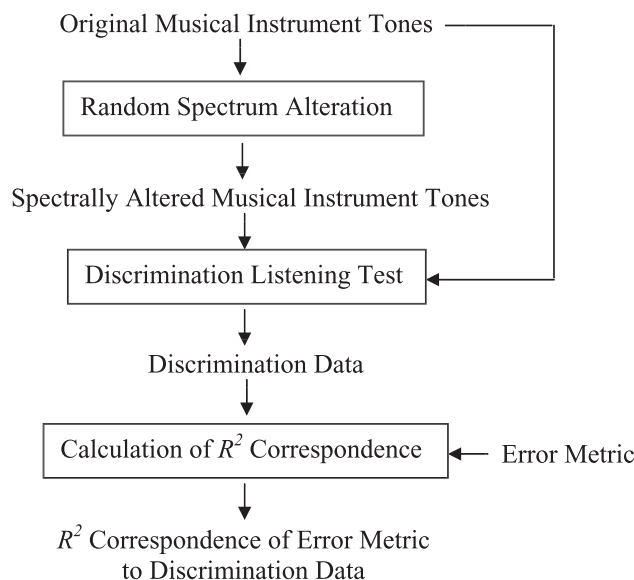 Original Musical Instrument Tones
Random Spectrum Alteration
Spectrally Altered Musical Instrument Tones
Discrimination Listening Test
Discrimination Data
Calculation of R² Correspondence
Error Metric
R² Correspondence of Error Metric
to Discrimination Data